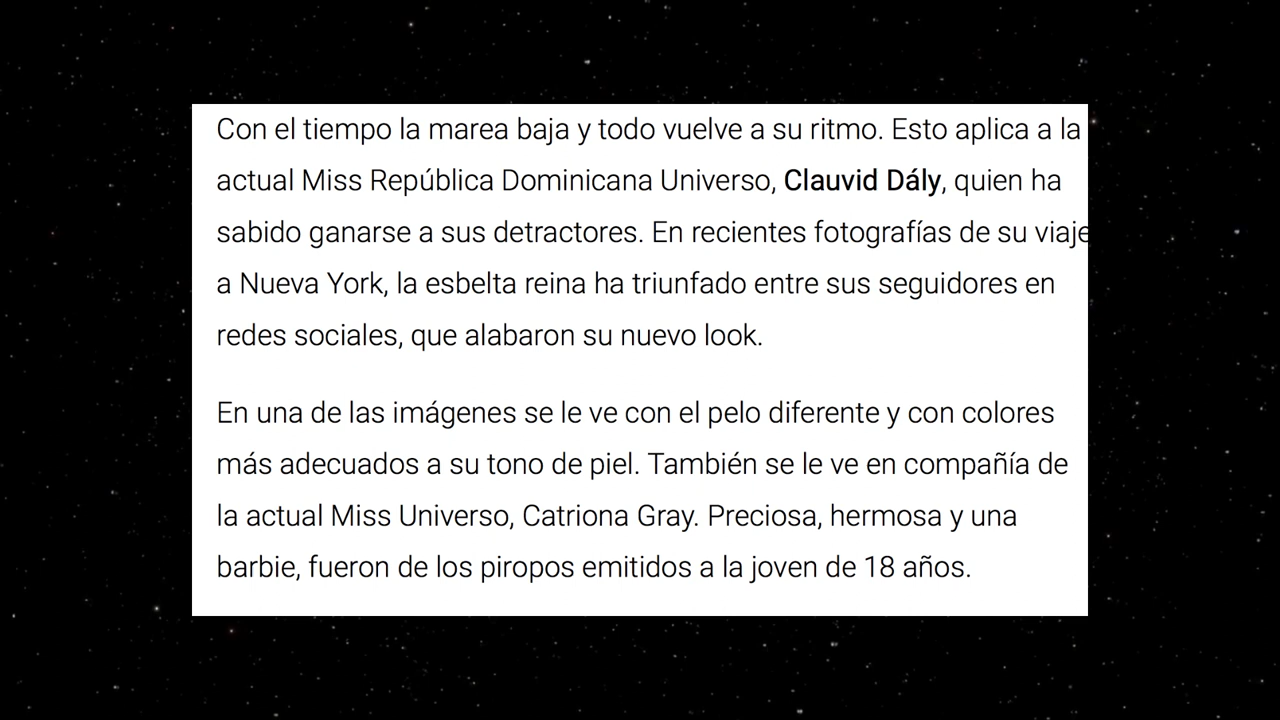 Con el tiempo la marea baja y todo vuelve a su ritmo. Esto aplica a la
actual Miss República Dominicana Universo, Clauvid Dály, quien ha
sabido ganarse a sus detractores. En recientes fotografías de su viaje
a Nueva York, la esbelta reina ha triunfado entre sus seguidores en
redes sociales, que alabaron su nuevo look.
En una de las imágenes se le ve con el pelo diferente y con colores
más adecuados a su tono de piel. También se le ve en compañía de
la actual Miss Universo, Catriona Gray. Preciosa, hermosa y una
barbie, fueron de los piropos emitidos a la joven de 18 años.